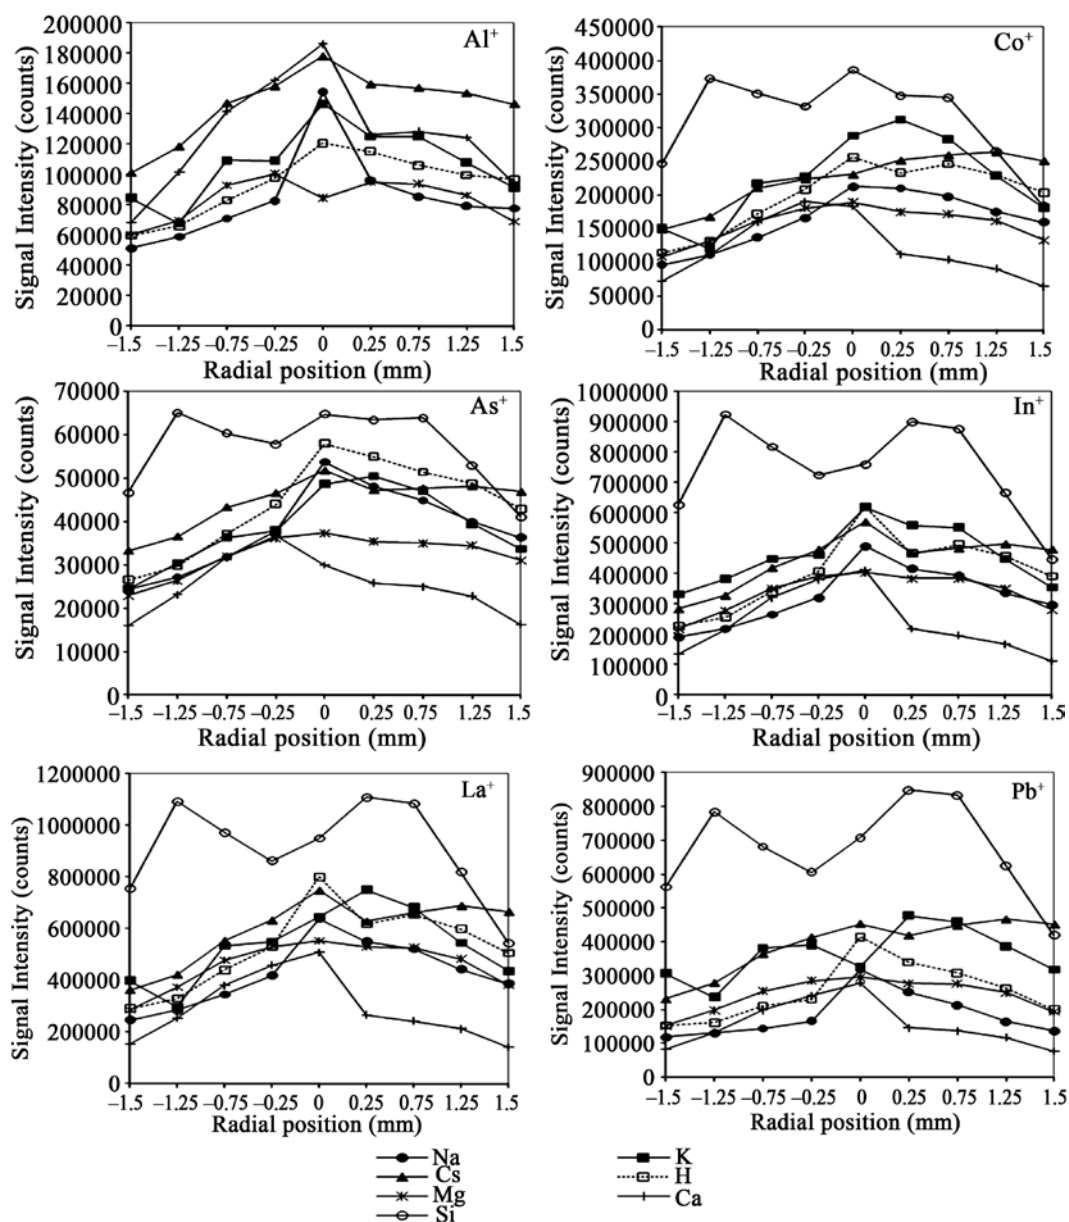 Al⁺
Signal Intensity (counts)
200000
180000
160000
140000
120000
100000
80000
60000
40000
20000
0
–1.5 –1.25 –0.75 –0.25 0 0.25 0.75 1.25 1.5
Radial position (mm)
Co⁺
Signal Intensity (counts)
450000
400000
350000
300000
250000
200000
150000
100000
50000
0
–1.5 –1.25 –0.75 –0.25 0 0.25 0.75 1.25 1.5
Radial position (mm)
As⁺
Signal Intensity (counts)
70000
60000
50000
40000
30000
20000
10000
0
–1.5 –1.25 –0.75 –0.25 0 0.25 0.75 1.25 1.5
Radial position (mm)
In⁺
Signal Intensity (counts)
1000000
900000
800000
700000
600000
500000
400000
300000
200000
100000
0
–1.5 –1.25 –0.75 –0.25 0 0.25 0.75 1.25 1.5
Radial position (mm)
La⁺
Signal Intensity (counts)
1200000
1000000
800000
600000
400000
200000
0
–1.5 –1.25 –0.75 –0.25 0 0.25 0.75 1.25 1.5
Radial position (mm)
Pb⁺
Signal Intensity (counts)
900000
800000
700000
600000
500000
400000
300000
200000
100000
0
–1.5 –1.25 –0.75 –0.25 0 0.25 0.75 1.25 1.5
Radial position (mm)
Na
Cs
Mg
Si
K
H
Ca